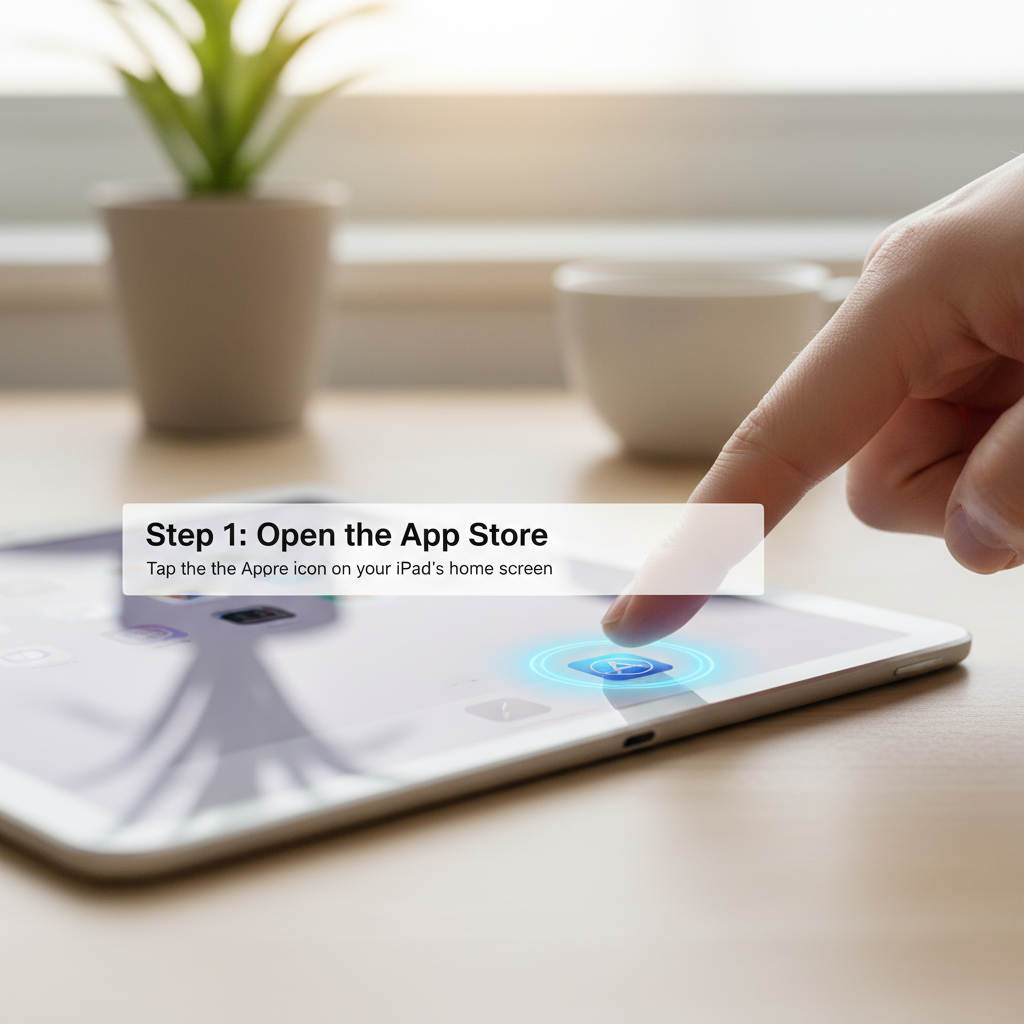 Step 1: Open the App Store
Tap the the Appre icon on your iPad's home screen